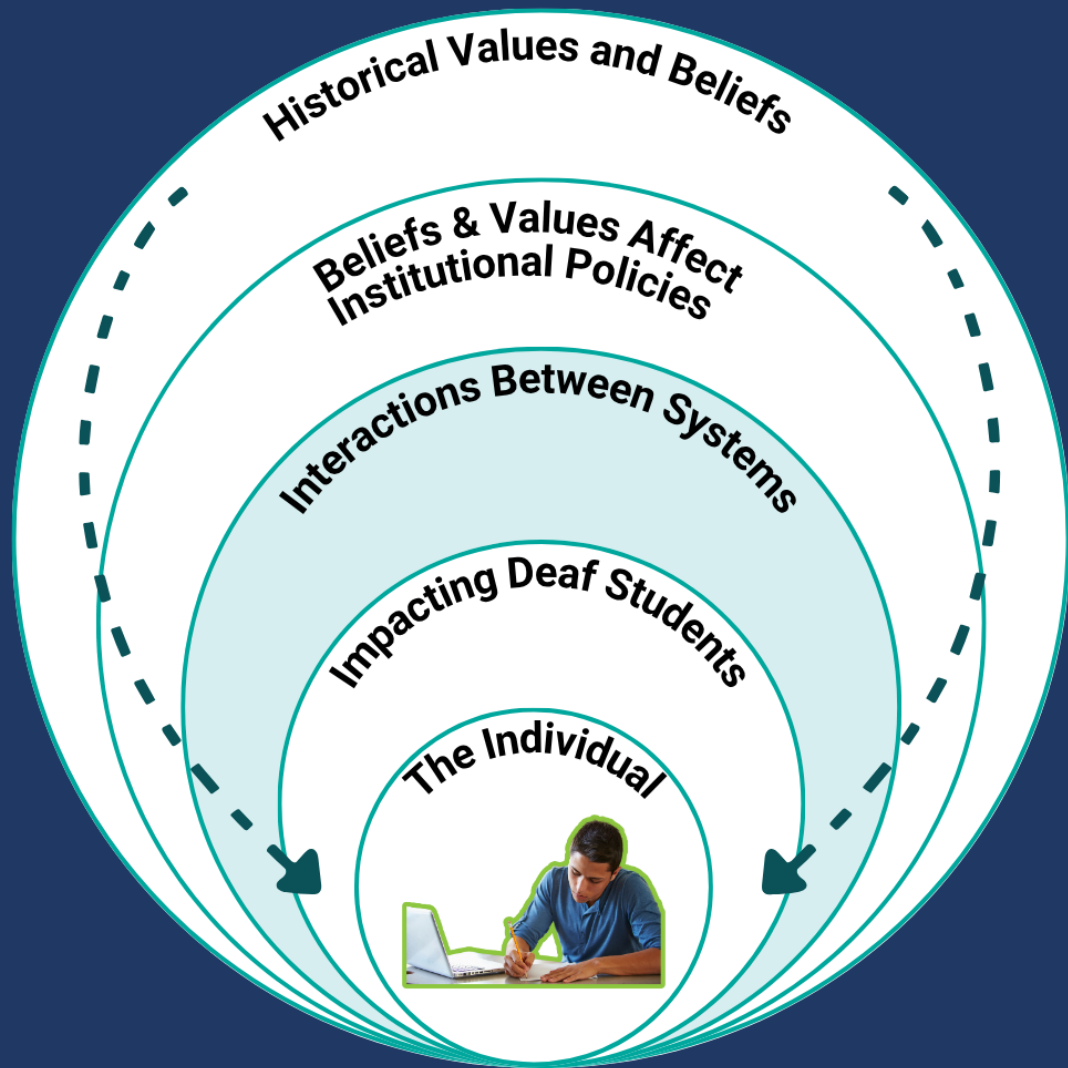 Historical Values and Beliefs
Beliefs & Values Affect
Institutional Policies
Interactions Between Systems
Impacting Deaf Students
The Individual